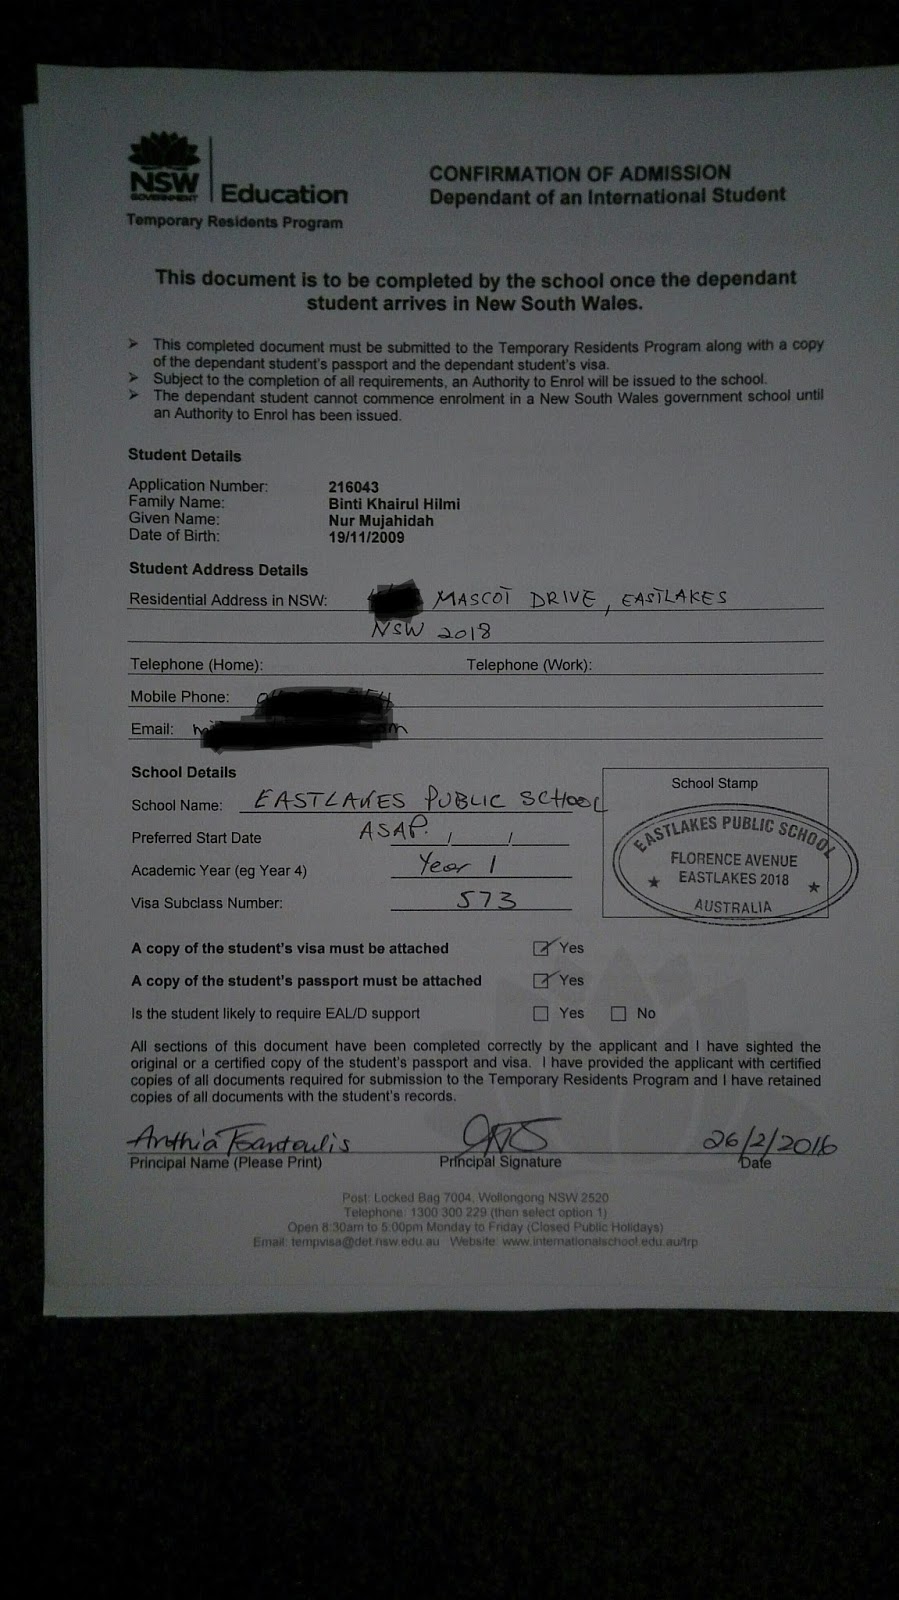 NSW
GOVERNMENT
Education
Temporary Residents Program
CONFIRMATION OF ADMISSION
Dependant of an International Student
This document is to be completed by the school once the dependant
student arrives in New South Wales.
➢ This completed document must be submitted to the Temporary Residents Program along with a copy
of the dependant student's passport and the dependant student's visa.
➢ Subject to the completion of all requirements, an Authority to Enrol will be issued to the school.
➢ The dependant student cannot commence enrolment in a New South Wales government school until
an Authority to Enrol has been issued.
Student Details
Application Number: 216043
Family Name: Binti Khairul Hilmi
Given Name: Nur Mujahidah
Date of Birth: 19/11/2009
Student Address Details
Residential Address in NSW: MASCOT DRIVE, EASTLAKES
NSW 2018
Telephone (Home): Telephone (Work):
Mobile Phone:
Email:
School Details
School Name: EASTLAKES PUBLIC SCHOOL
Preferred Start Date ASAP. / /
Academic Year (eg Year 4) Year 1
Visa Subclass Number: 573
School Stamp
EASTLAKES PUBLIC SCHOOL
FLORENCE AVENUE
EASTLAKES 2018
★ ★
AUSTRALIA
A copy of the student's visa must be attached ☑ Yes
A copy of the student's passport must be attached ☑ Yes
Is the student likely to require EAL/D support ☐ Yes ☐ No
All sections of this document have been completed correctly by the applicant and I have sighted the
original or a certified copy of the student's passport and visa. I have provided the applicant with certified
copies of all documents required for submission to the Temporary Residents Program and I have retained
copies of all documents with the student's records.
Anthia Tsantoulis 26/2/2016
Principal Name (Please Print) Principal Signature Date
Post: Locked Bag 7004, Wollongong NSW 2520
Telephone: 1300 300 229 (then select option 1)
Open 8:30am to 5:00pm Monday to Friday (Closed Public Holidays)
Email: tempvisa@det.nsw.edu.au Website: www.internationalschool.edu.au/trp